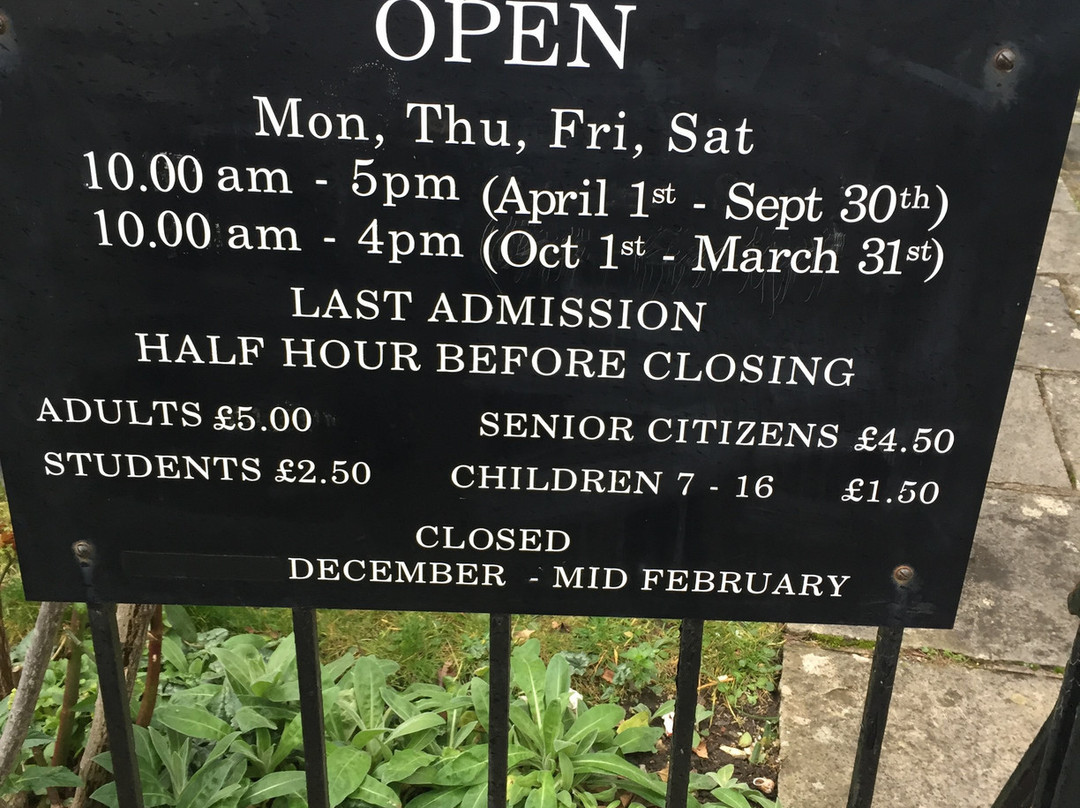 OPEN
Mon, Thu, Fri, Sat
10.00 am - 5pm (April 1st - Sept 30th)
10.00 am - 4pm (Oct 1st - March 31st)
LAST ADMISSION
HALF HOUR BEFORE CLOSING
ADULTS £5.00 SENIOR CITIZENS £4.50
STUDENTS £2.50 CHILDREN 7 - 16 £1.50
CLOSED
DECEMBER - MID FEBRUARY